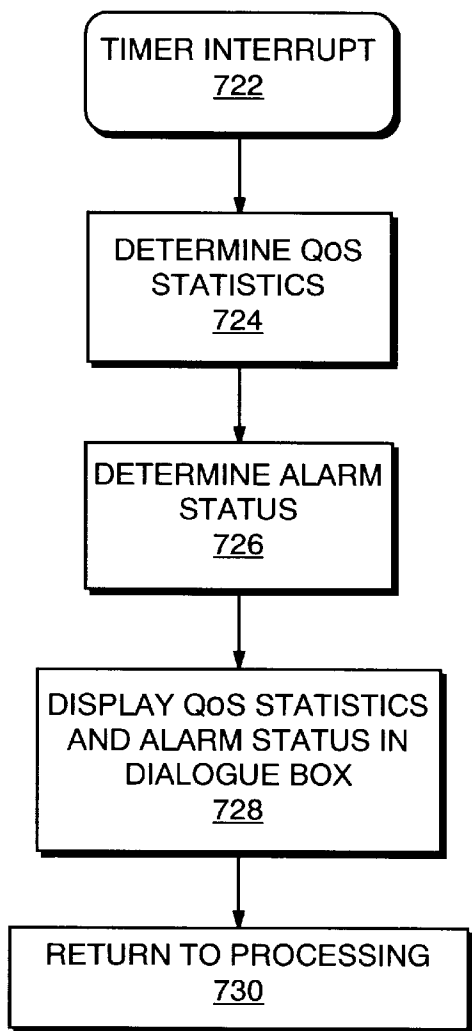 TIMER INTERRUPT
722
DETERMINE QoS
STATISTICS
724
DETERMINE ALARM
STATUS
726
DISPLAY QoS STATISTICS
AND ALARM STATUS IN
DIALOGUE BOX
728
RETURN TO PROCESSING
730